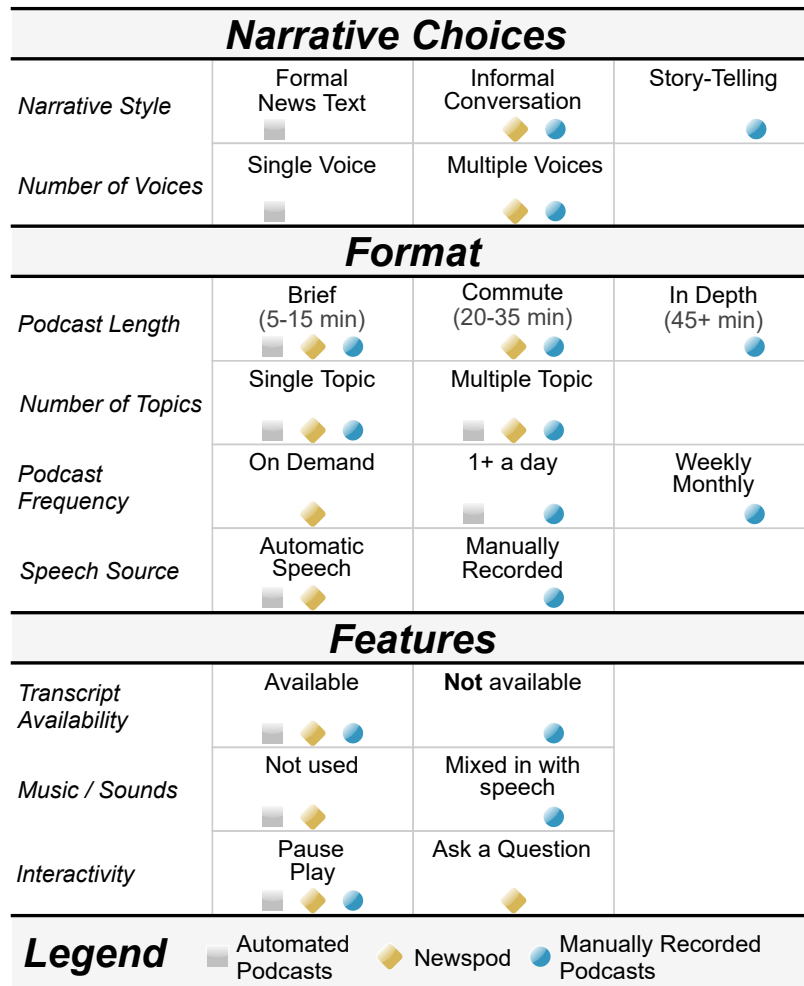 Narrative Choices
Narrative Style
Formal
News Text
Informal
Conversation
Story-Telling
Number of Voices
Single Voice
Multiple Voices
Format
Podcast Length
Brief
(5-15 min)
Commute
(20-35 min)
In Depth
(45+ min)
Number of Topics
Single Topic
Multiple Topic
Podcast
Frequency
On Demand
1+ a day
Weekly
Monthly
Speech Source
Automatic
Speech
Manually
Recorded
Features
Transcript
Availability
Available
Not available
Music / Sounds
Not used
Mixed in with
speech
Interactivity
Pause
Play
Ask a Question
Legend
Automated
Podcasts
Newspod
Manually Recorded
Podcasts